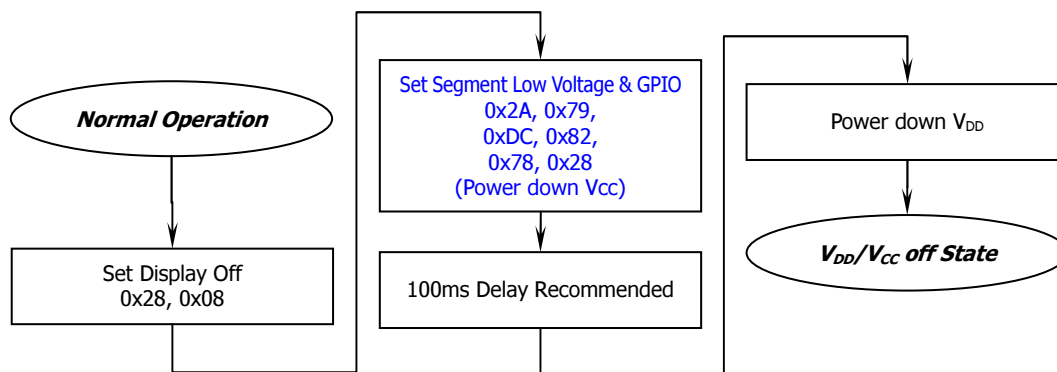 Normal Operation
Set Display Off
0x28, 0x08
Set Segment Low Voltage & GPIO
0x2A, 0x79,
0xDC, 0x82,
0x78, 0x28
(Power down Vcc)
100ms Delay Recommended
Power down VDD
VDD/VCC off State